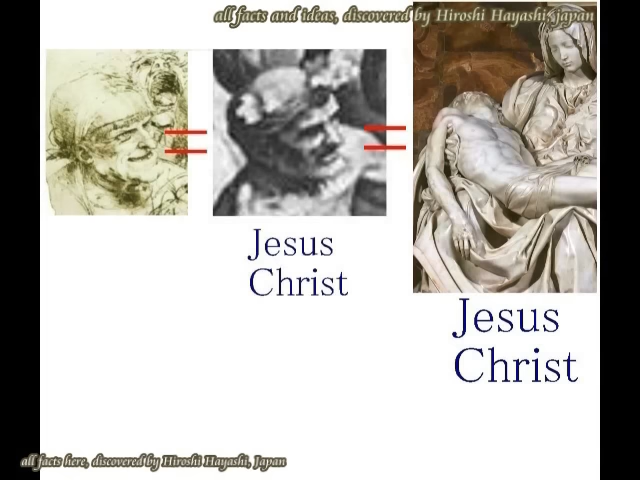 all facts and ideas, discovered by Hiroshi Hayashi, japan
Jesus
Christ
Jesus
Christ
all facts here, discovered by Hiroshi Hayashi, Japan